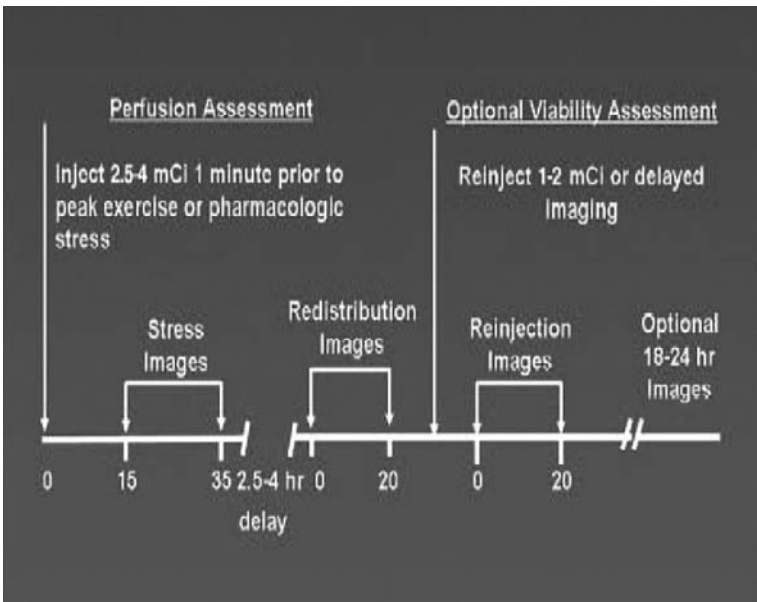 Perfusion Assessment
Optional Viability Assessment
Inject 2.5-4 mCi 1 minute prior to
peak exercise or pharmacologic
stress
Reinject 1-2 mCi or delayed
Imaging
Stress
Images
Redistribution
Images
Reinjection
Images
Optional
18-24 hr
Images
0 15 35 2.5-4 hr 0 20 0 20
delay